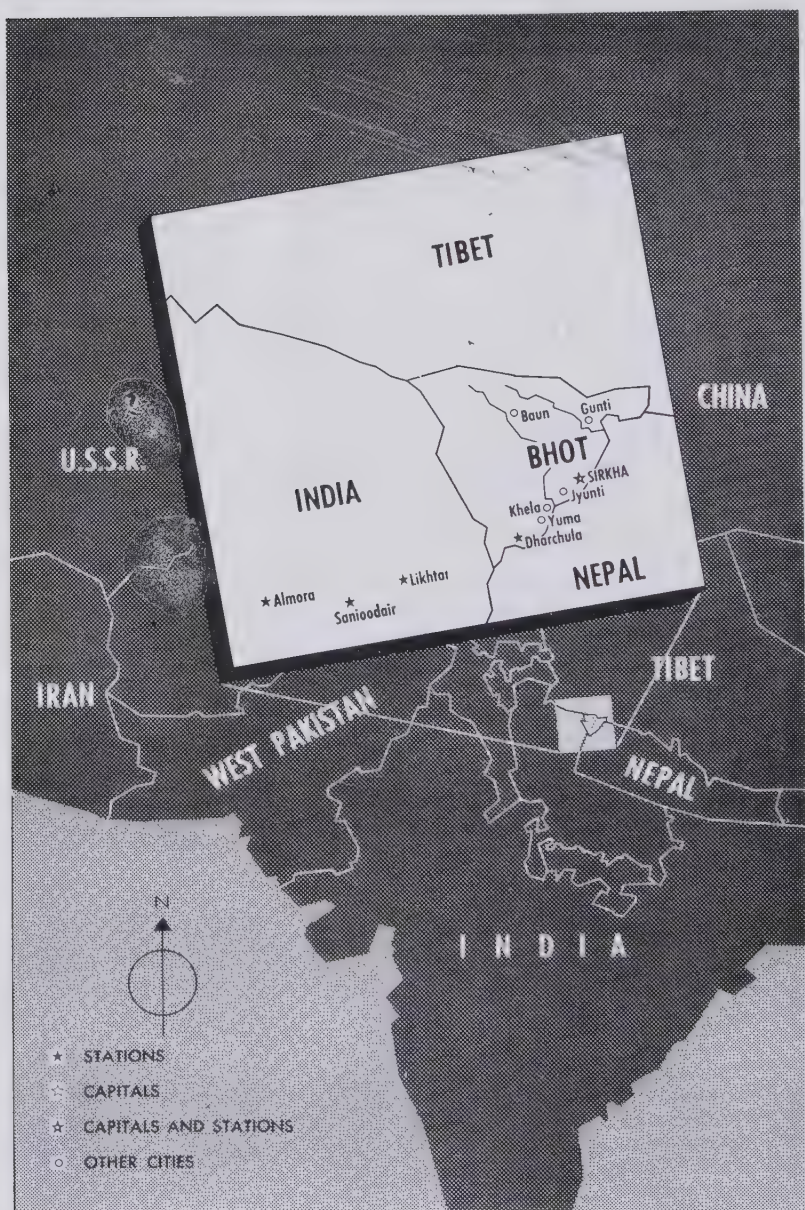 TIBET
CHINA
U.S.S.R.
Baun
Gunti
BHOT
INDIA
SIRKHA
Jyunti
Khela
Yuma
Dharchula
Likhtar
NEPAL
Almora
Sanioodair
IRAN
WEST PAKISTAN
TIBET
NEPAL
INDIA
N
STATIONS
CAPITALS
CAPITALS AND STATIONS
OTHER CITIES